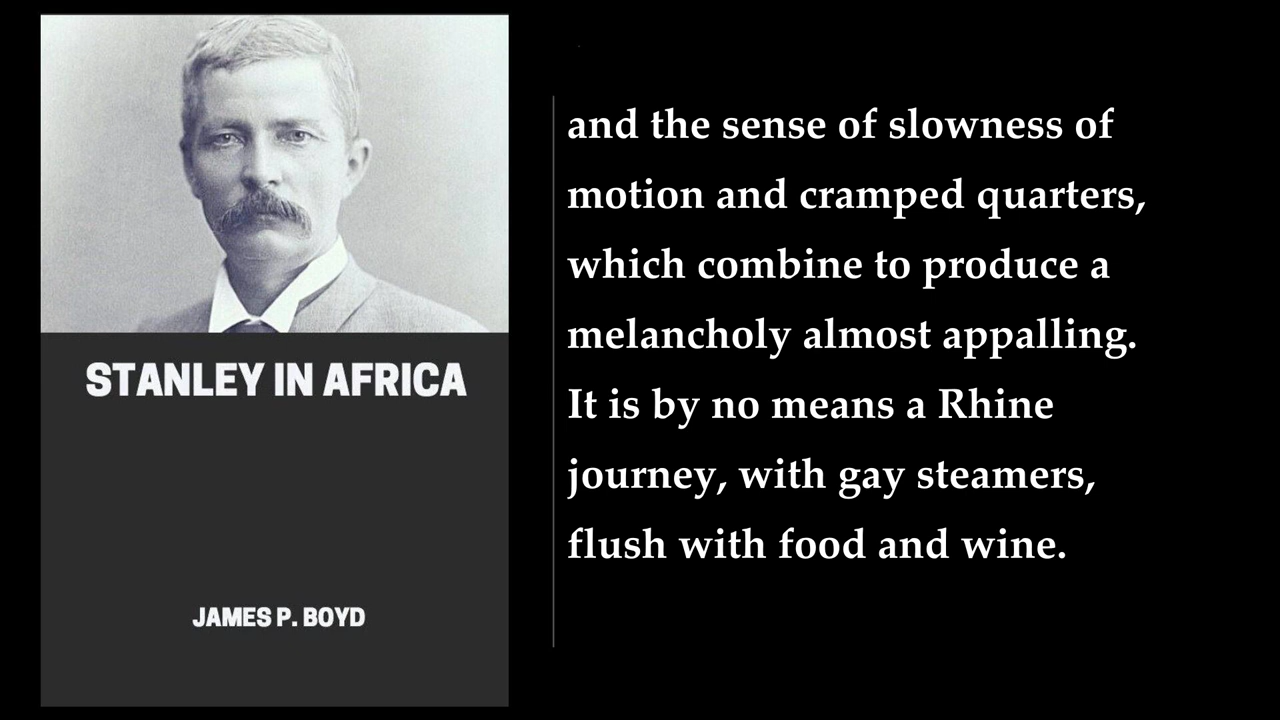 STANLEY IN AFRICA
JAMES P. BOYD
and the sense of slowness of
motion and cramped quarters,
which combine to produce a
melancholy almost appalling.
It is by no means a Rhine
journey, with gay steamers,
flush with food and wine.